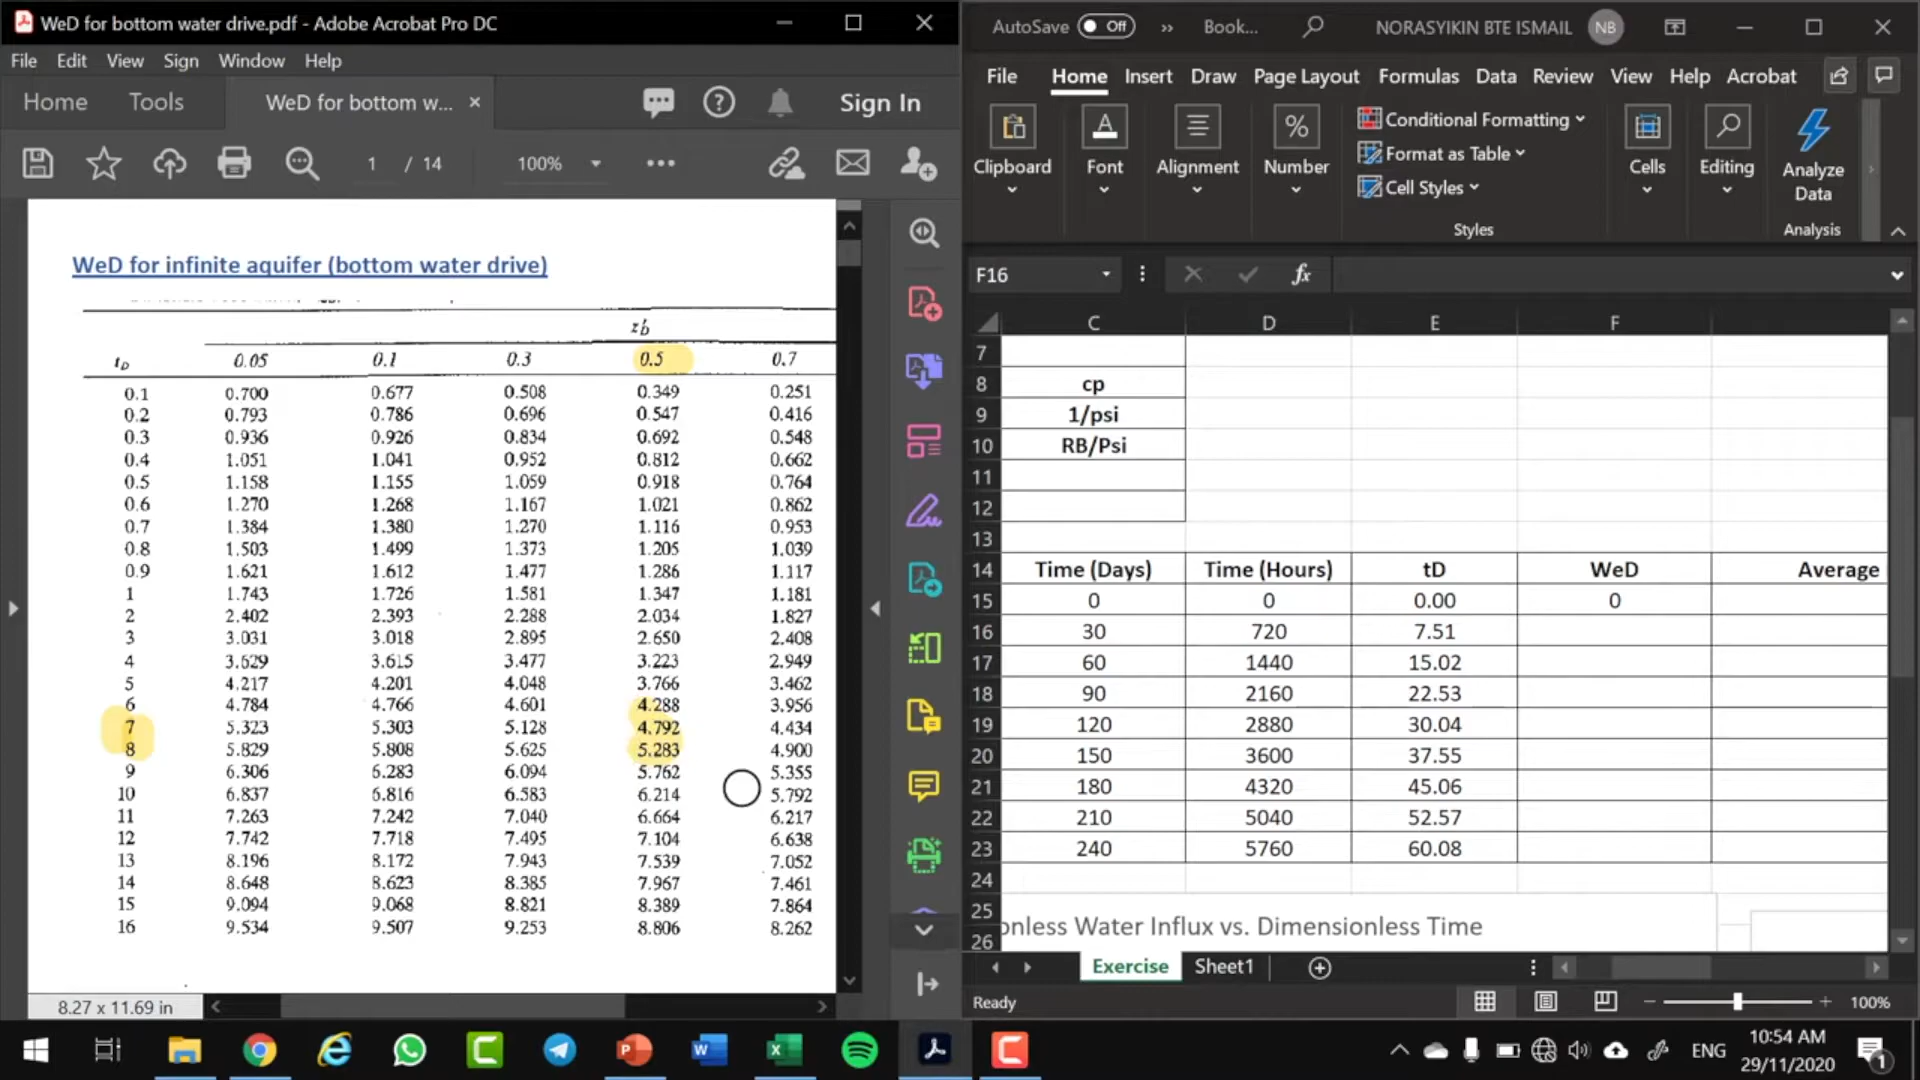 WeD for bottom water drive.pdf - Adobe Acrobat Pro DC
File Edit View Sign Window Help
Home Tools WeD for bottom w... × ? Sign In
1 / 14 100%
WeD for infinite aquifer (bottom water drive)
z'b
tD 0.05 0.1 0.3 0.5 0.7
0.1 0.700 0.677 0.508 0.349 0.251
0.2 0.793 0.786 0.696 0.547 0.416
0.3 0.936 0.926 0.834 0.692 0.548
0.4 1.051 1.041 0.952 0.812 0.662
0.5 1.158 1.155 1.059 0.918 0.764
0.6 1.270 1.268 1.167 1.021 0.862
0.7 1.384 1.380 1.270 1.116 0.953
0.8 1.503 1.499 1.373 1.205 1.039
0.9 1.621 1.612 1.477 1.286 1.117
1 1.743 1.726 1.581 1.347 1.181
2 2.402 2.393 2.288 2.034 1.827
3 3.031 3.018 2.895 2.650 2.408
4 3.629 3.615 3.477 3.223 2.949
5 4.217 4.201 4.048 3.766 3.462
6 4.784 4.766 4.601 4.288 3.956
7 5.323 5.303 5.128 4.792 4.434
8 5.829 5.808 5.625 5.283 4.900
9 6.306 6.283 6.094 5.762 5.355
10 6.837 6.816 6.583 6.214 5.792
11 7.263 7.242 7.040 6.664 6.217
12 7.742 7.718 7.495 7.104 6.638
13 8.196 8.172 7.943 7.539 7.052
14 8.648 8.623 8.385 7.967 7.461
15 9.094 9.068 8.821 8.389 7.864
16 9.534 9.507 9.253 8.806 8.262
8.27 x 11.69 in
AutoSave Off Book... NORASYIKIN BTE ISMAIL NB
File Home Insert Draw Page Layout Formulas Data Review View Help Acrobat
Clipboard Font Alignment Number
Conditional Formatting
Format as Table
Cell Styles
Styles
Cells Editing
Analyze Data
Analysis
F16 fx
C D E F
7
8 cp
9 1/psi
10 RB/Psi
11
12
13
14 Time (Days) Time (Hours) tD WeD Average
15 0 0 0.00 0
16 30 720 7.51
17 60 1440 15.02
18 90 2160 22.53
19 120 2880 30.04
20 150 3600 37.55
21 180 4320 45.06
22 210 5040 52.57
23 240 5760 60.08
24
25
onless Water Influx vs. Dimensionless Time
26
Exercise Sheet1
Ready 100%
ENG 10:54 AM
29/11/2020 1